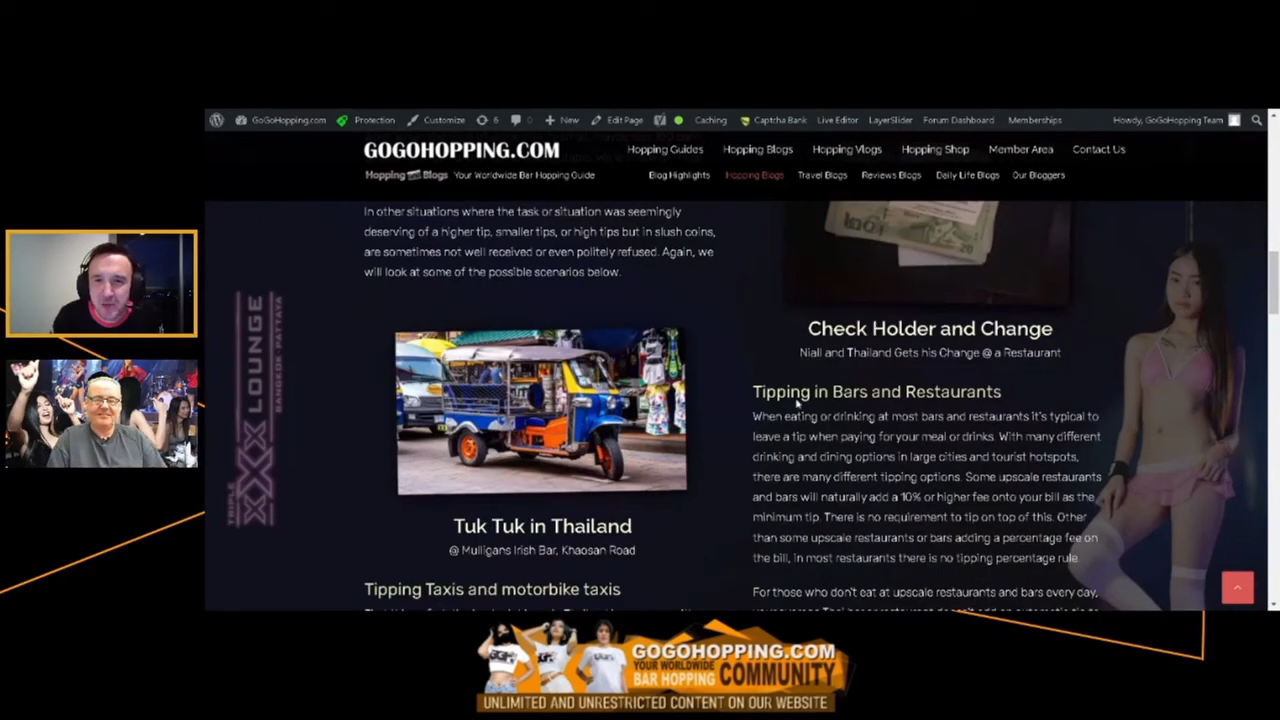 GoGoHopping.com Protection Customize 6 0 New Edit Page Caching Captcha Bank Live Editor LayerSlider Forum Dashboard Memberships Howdy, GoGoHopping Team
GOGOHOPPING.COM Hopping Guides Hopping Blogs Hopping Vlogs Hopping Shop Member Area Contact Us
Hopping Blogs Your Worldwide Bar Hopping Guide Blog Highlights Hopping Blogs Travel Blogs Reviews Blogs Daily Life Blogs Our Bloggers
In other situations where the task or situation was seemingly
deserving of a higher tip, smaller tips, or high tips but in slush coins,
are sometimes not well received or even politely refused. Again, we
will look at some of the possible scenarios below.
Tuk Tuk in Thailand
@ Mulligans Irish Bar, Khaosan Road
Tipping Taxis and motorbike taxis
20
Check Holder and Change
Niall and Thailand Gets his Change @ a Restaurant
Tipping in Bars and Restaurants
When eating or drinking at most bars and restaurants it's typical to
leave a tip when paying for your meal or drinks. With many different
drinking and dining options in large cities and tourist hotspots,
there are many different tipping options. Some upscale restaurants
and bars will naturally add a 10% or higher fee onto your bill as the
minimum tip. There is no requirement to tip on top of this. Other
than some upscale restaurants or bars adding a percentage fee on
the bill, in most restaurants there is no tipping percentage rule.
For those who don't eat at upscale restaurants and bars every day,
TRIPLE
XXX LOUNGE
BANGKOK PATTAYA
GOGOHOPPING.COM
YOUR WORLDWIDE
BAR HOPPING
COMMUNITY
UNLIMITED AND UNRESTRICTED CONTENT ON OUR WEBSITE